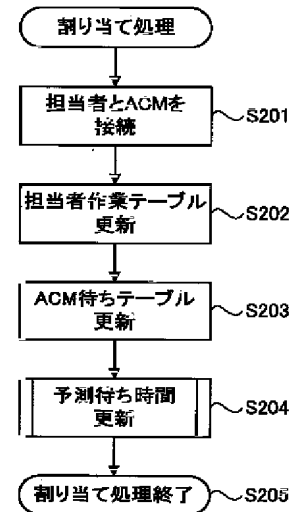 割り当て処理
担当者とACMを
接続
S201
担当者作業テーブル
更新
S202
ACM待ちテーブル
更新
S203
予測待ち時間
更新
S204
割り当て処理終了
S205